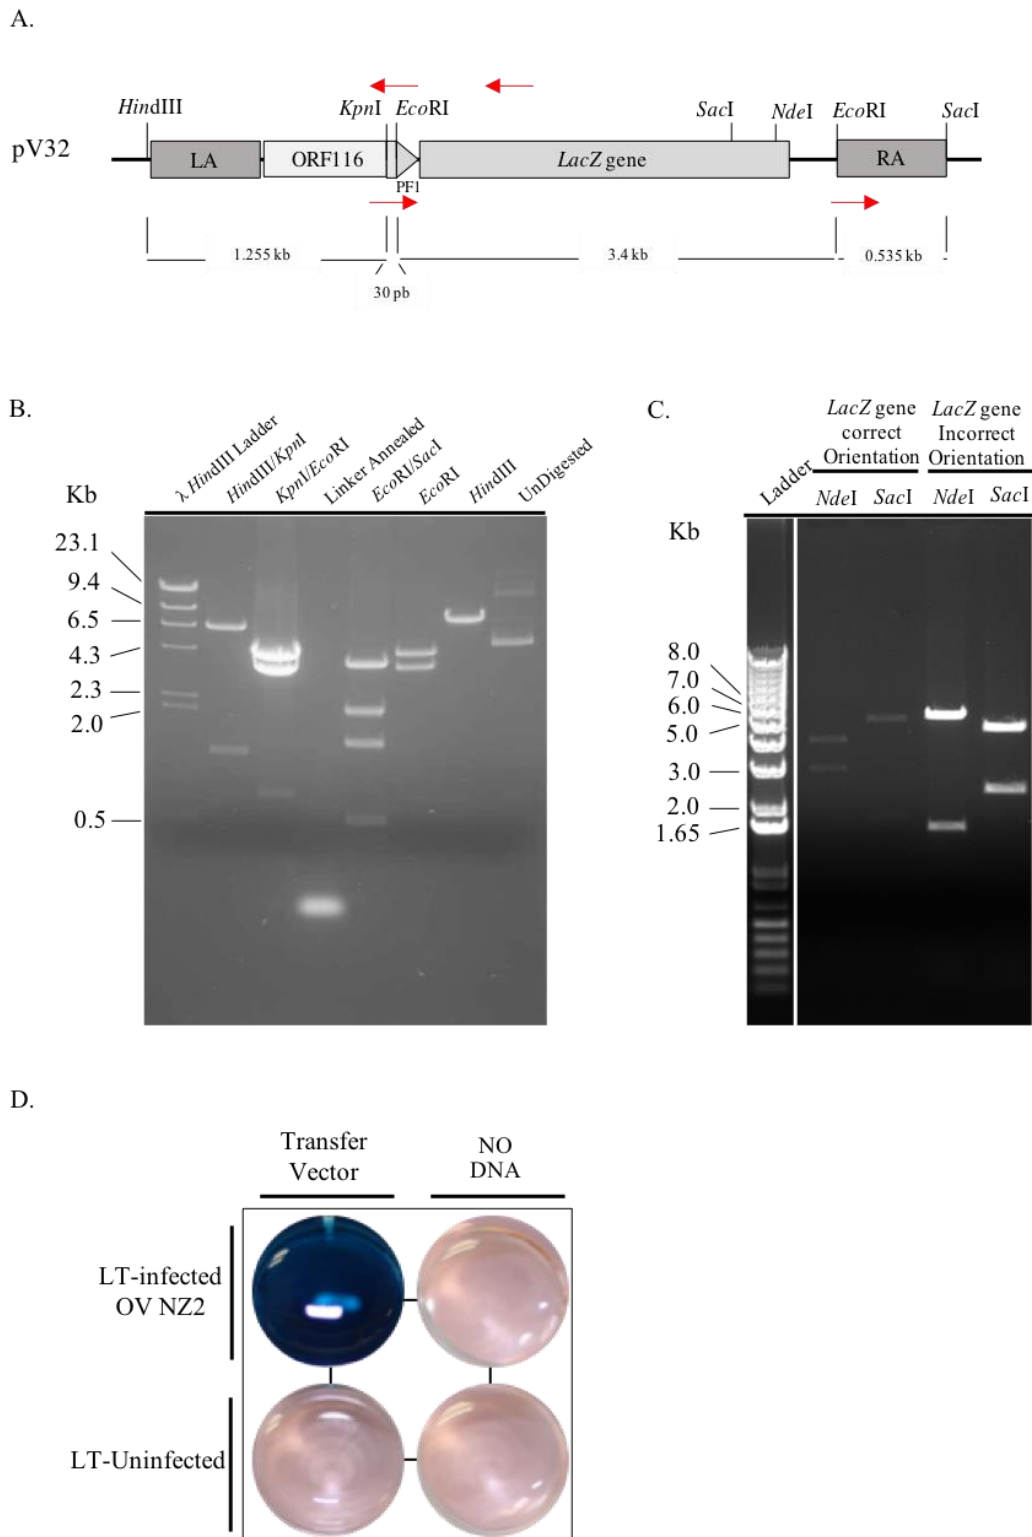 A.
HindIII KpnI EcoRI SacI NdeI EcoRI SacI
pV32 LA ORF116 LacZ gene RA
PF1
1.255 kb 3.4 kb 0.535 kb
30 pb
B.
λ HindIII Ladder
HindIII/KpnI
KpnI/EcoRI
Linker Annealed
EcoRI/SacI
EcoRI
HindIII
UnDigested
Kb
23.1
9.4
6.5
4.3
2.3
2.0
0.5
C.
LacZ gene
correct
Orientation
LacZ gene
Incorrect
Orientation
Ladder
NdeI SacI NdeI SacI
Kb
8.0
7.0
6.0
5.0
3.0
2.0
1.65
D.
Transfer
Vector
NO
DNA
LT-infected
OV NZ2
LT-Uninfected